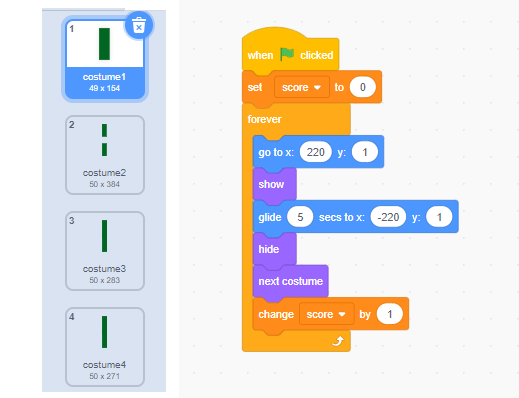 1
costume1
49 x 154
2
costume2
50 x 384
3
costume3
50 x 283
4
costume4
50 x 271
when clicked
set score to 0
forever
go to x: 220 y: 1
show
glide 5 secs to x: -220 y: 1
hide
next costume
change score by 1